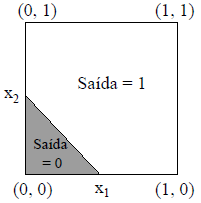 (0, 1) (1, 1)
Saída = 1
x2
Saída
= 0
(0, 0) x1 (1, 0)